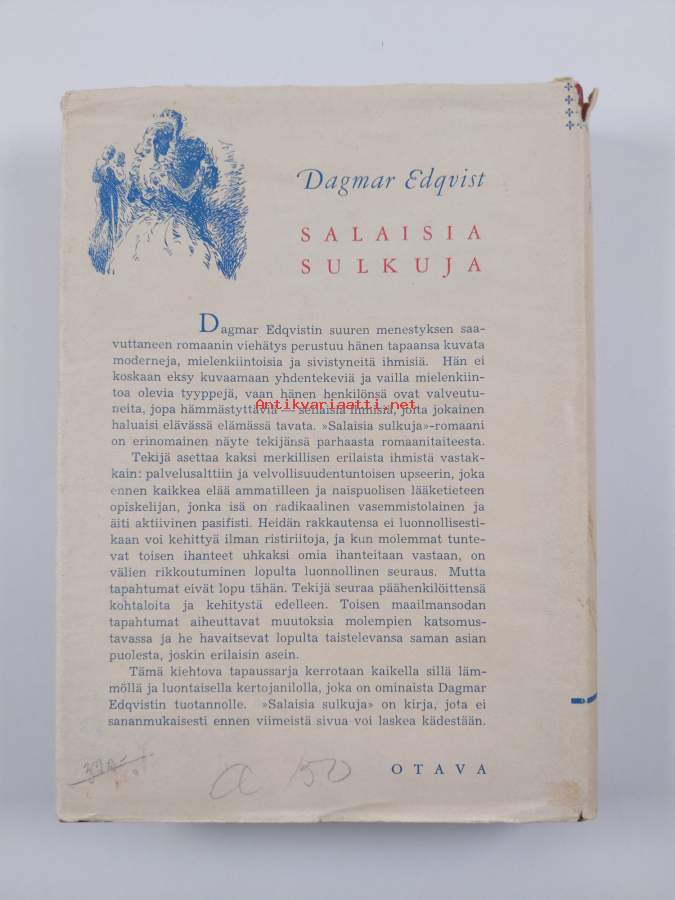 Dagmar Edqvist
SALAISIA
SULKUJA
Dagmar Edqvistin suuren menestyksen saa-
vuttaneen romaanin viehätys perustuu hänen tapaansa kuvata
moderneja, mielenkiintoisia ja sivistyneitä ihmisiä. Hän ei
koskaan eksy kuvaamaan yhdentekeviä ja vailla mielenkiin-
toa olevia tyyppejä, vaan hänen henkilönsä ovat valveutu-
neita, jopa hämmästyttäviä — sellaisia ihmisiä, joita jokainen
Antikvariaatti.net
haluaisi elävässä elämässä tavata. »Salaisia sulkuja»-romaani
on erinomainen näyte tekijänsä parhaasta romaanitaiteesta.
Tekijä asettaa kaksi merkillisen erilaista ihmistä vastak-
kain: palvelusalttiin ja velvollisuudentuntoisen upseerin, joka
ennen kaikkea elää ammatilleen ja naispuolisen lääketieteen
opiskelijan, jonka isä on radikaalinen vasemmistolainen ja
äiti aktiivinen pasifisti. Heidän rakkautensa ei luonnollisesti-
kaan voi kehittyä ilman ristiriitoja, ja kun molemmat tunte-
vat toisen ihanteet uhkaksi omia ihanteitaan vastaan, on
välien rikkoutuminen lopulta luonnollinen seuraus. Mutta
tapahtumat eivät lopu tähän. Tekijä seuraa päähenkilöittensä
kohtaloita ja kehitystä edelleen. Toisen maailmansodan
tapahtumat aiheuttavat muutoksia molempien katsomus-
tavassa ja he havaitsevat lopulta taistelevansa saman asian
puolesta, joskin erilaisin asein.
Tämä kiehtova tapaussarja kerrotaan kaikella sillä läm-
möllä ja luontaisella kertojanilolla, joka on ominaista Dagmar
Edqvistin tuotannolle. »Salaisia sulkuja» on kirja, jota ei
sananmukaisesti ennen viimeistä sivua voi laskea kädestään.
a 150
OTAVA